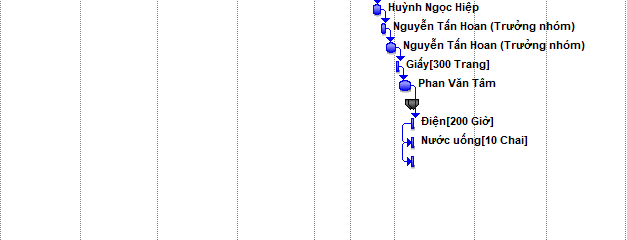 Huỳnh Ngọc Hiệp
Nguyễn Tấn Hoan (Trưởng nhóm)
Nguyễn Tấn Hoan (Trưởng nhóm)
Giấy[300 Trang]
Phan Văn Tâm
Điện[200 Giờ]
Nước uống[10 Chai]